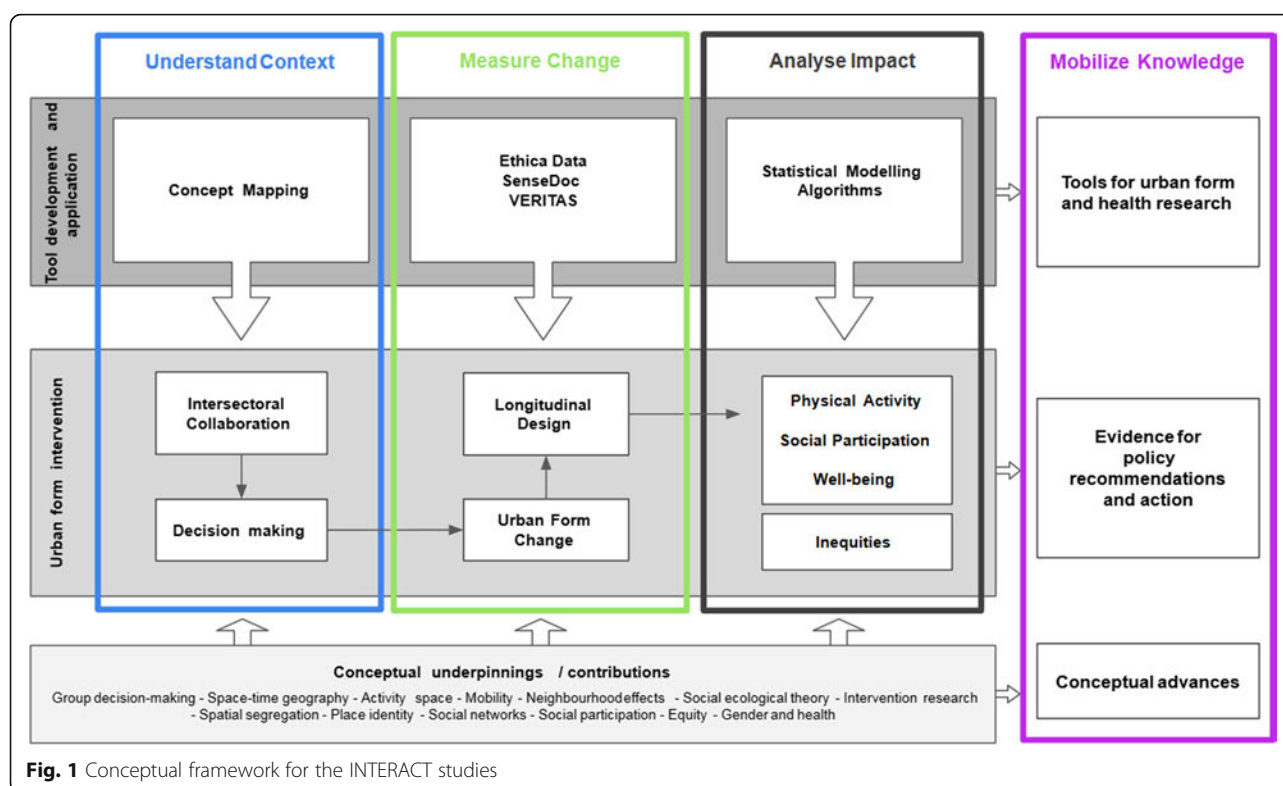 Understand Context
Measure Change
Analyse Impact
Mobilize Knowledge
Tool development and
application
Concept Mapping
Ethica Data
SenseDoc
VERITAS
Statistical Modelling
Algorithms
Tools for urban form
and health research
Urban form intervention
Intersectoral
Collaboration
Decision making
Longitudinal
Design
Urban Form
Change
Physical Activity
Social Participation
Well-being
Inequities
Evidence for
policy
recommendations
and action
Conceptual underpinnings / contributions
Group decision-making - Space-time geography - Activity space - Mobility - Neighbourhood effects - Social ecological theory - Intervention research
- Spatial segregation - Place identity - Social networks - Social participation - Equity - Gender and health
Conceptual advances
Fig. 1 Conceptual framework for the INTERACT studies